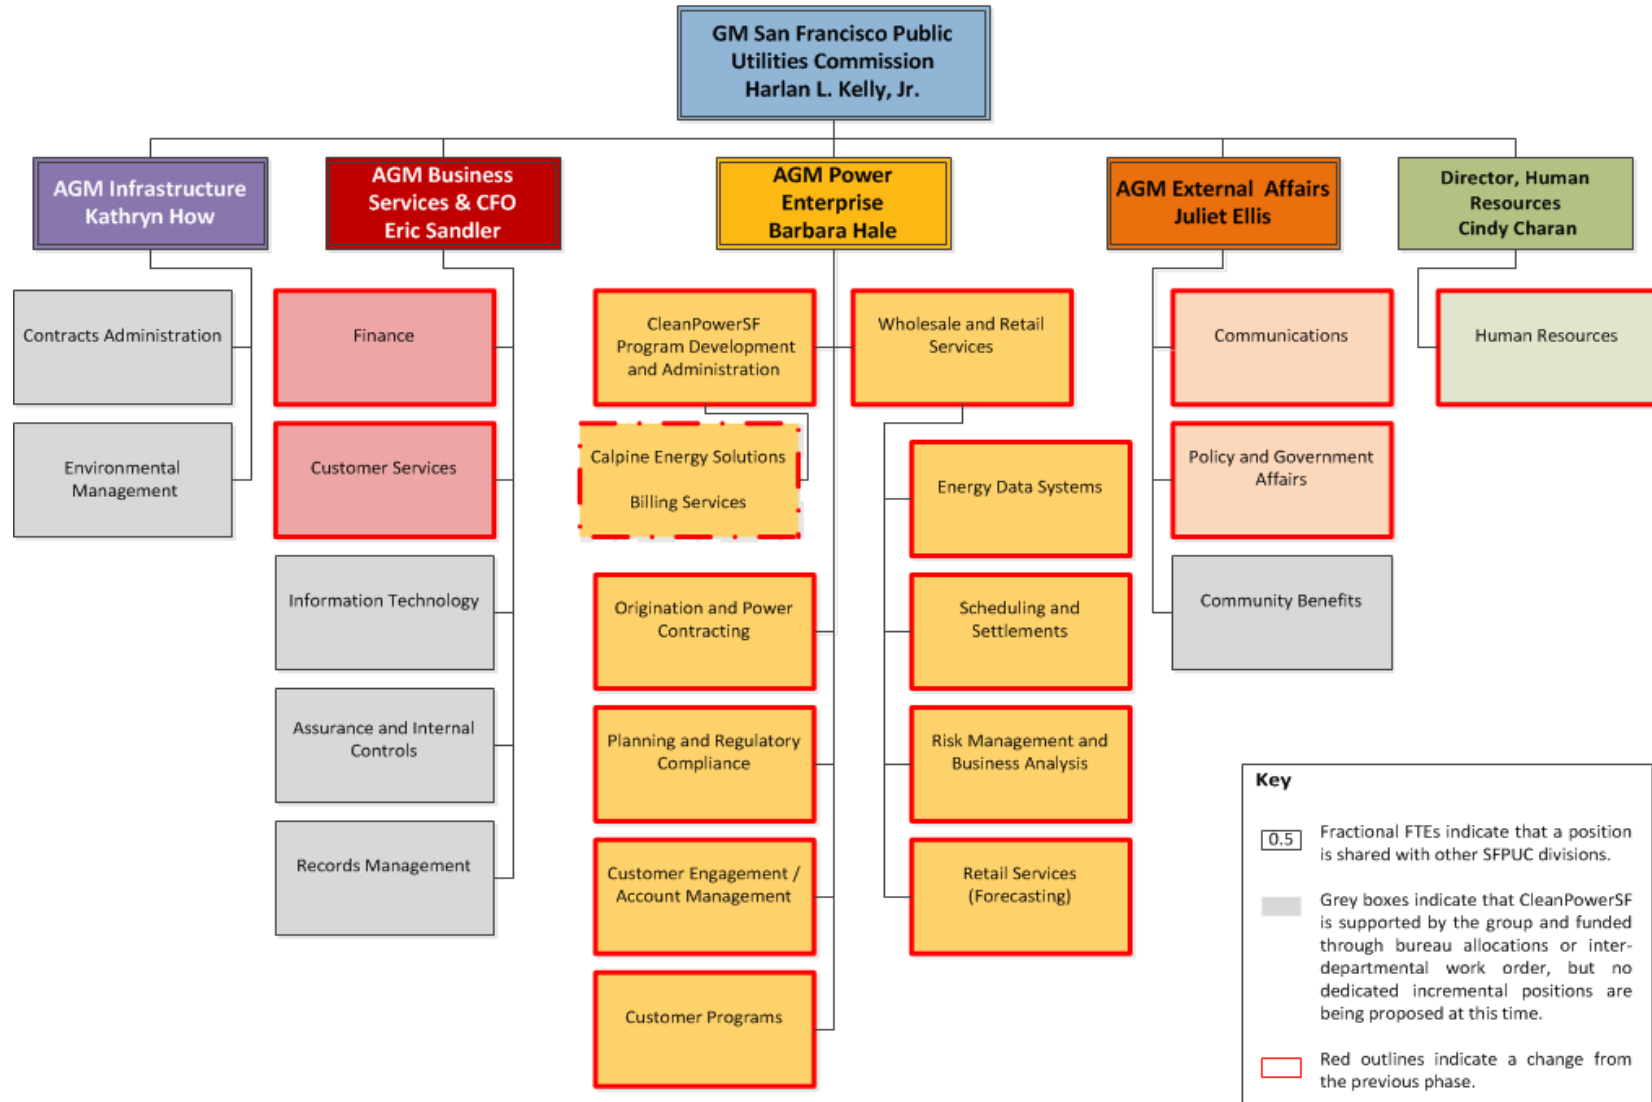 GM San Francisco Public
Utilities Commission
Harlan L. Kelly, Jr.
AGM Infrastructure
Kathryn How
AGM Business
Services & CFO
Eric Sandler
AGM Power
Enterprise
Barbara Hale
AGM External Affairs
Juliet Ellis
Director, Human
Resources
Cindy Charan
Contracts Administration
Environmental
Management
Finance
Customer Services
Information Technology
Assurance and Internal
Controls
Records Management
CleanPowerSF
Program Development
and Administration
Calpine Energy Solutions
Billing Services
Origination and Power
Contracting
Planning and Regulatory
Compliance
Customer Engagement /
Account Management
Customer Programs
Wholesale and Retail
Services
Energy Data Systems
Scheduling and
Settlements
Risk Management and
Business Analysis
Retail Services
(Forecasting)
Communications
Policy and Government
Affairs
Community Benefits
Human Resources
Key
0.5
Fractional FTEs indicate that a position
is shared with other SFPUC divisions.
Grey boxes indicate that CleanPowerSF
is supported by the group and funded
through bureau allocations or inter-
departmental work order, but no
dedicated incremental positions are
being proposed at this time.
Red outlines indicate a change from
the previous phase.